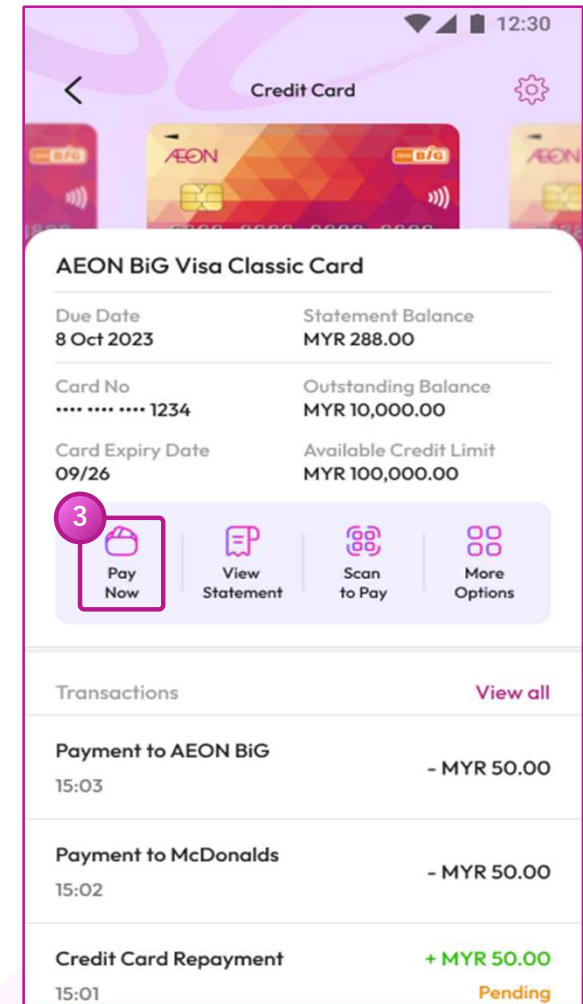 12:30
Credit Card
ÆON
BiG
ÆON
BiG
ÆON
AEON BiG Visa Classic Card
Due Date
Statement Balance
8 Oct 2023
MYR 288.00
Card No
Outstanding Balance
•••• •••• •••• 1234
MYR 10,000.00
Card Expiry Date
Available Credit Limit
09/26
MYR 100,000.00
3
Pay
Now
View
Statement
Scan
to Pay
More
Options
Transactions
View all
Payment to AEON BiG
- MYR 50.00
15:03
Payment to McDonalds
- MYR 50.00
15:02
Credit Card Repayment
+ MYR 50.00
15:01
Pending